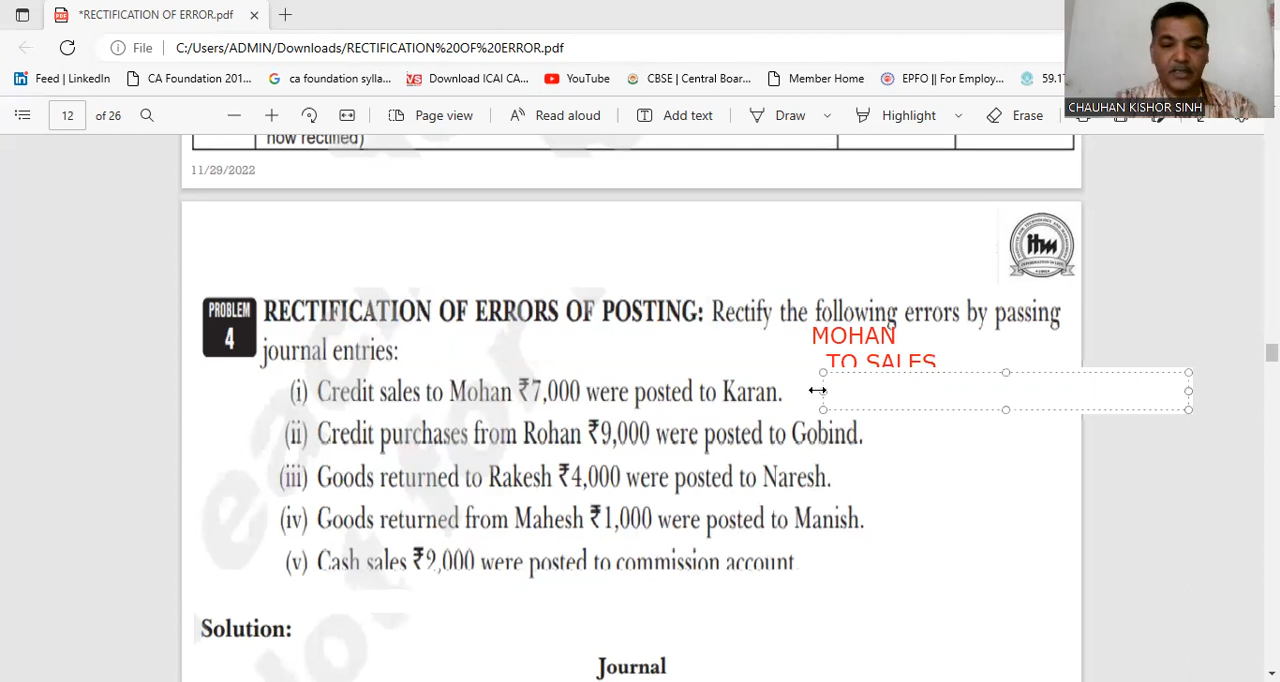 *RECTIFICATION OF ERROR.pdf
File C:/Users/ADMIN/Downloads/RECTIFICATION%20OF%20ERROR.pdf
Feed | LinkedIn CA Foundation 201... ca foundation sylla... Download ICAI CA... YouTube CBSE | Central Boar... Member Home EPFO || For Employ... 59.17
CHAUHAN KISHOR SINH
12 of 26 Page view Read aloud Add text Draw Highlight Erase
now rectified)
11/29/2022
itm
PROBLEM 4 RECTIFICATION OF ERRORS OF POSTING: Rectify the following errors by passing
MOHAN
journal entries:
TO SALES
(i) Credit sales to Mohan ₹7,000 were posted to Karan.
(ii) Credit purchases from Rohan ₹9,000 were posted to Gobind.
(iii) Goods returned to Rakesh ₹4,000 were posted to Naresh.
(iv) Goods returned from Mahesh ₹1,000 were posted to Manish.
(v) Cash sales ₹2,000 were posted to commission account
Solution:
Journal